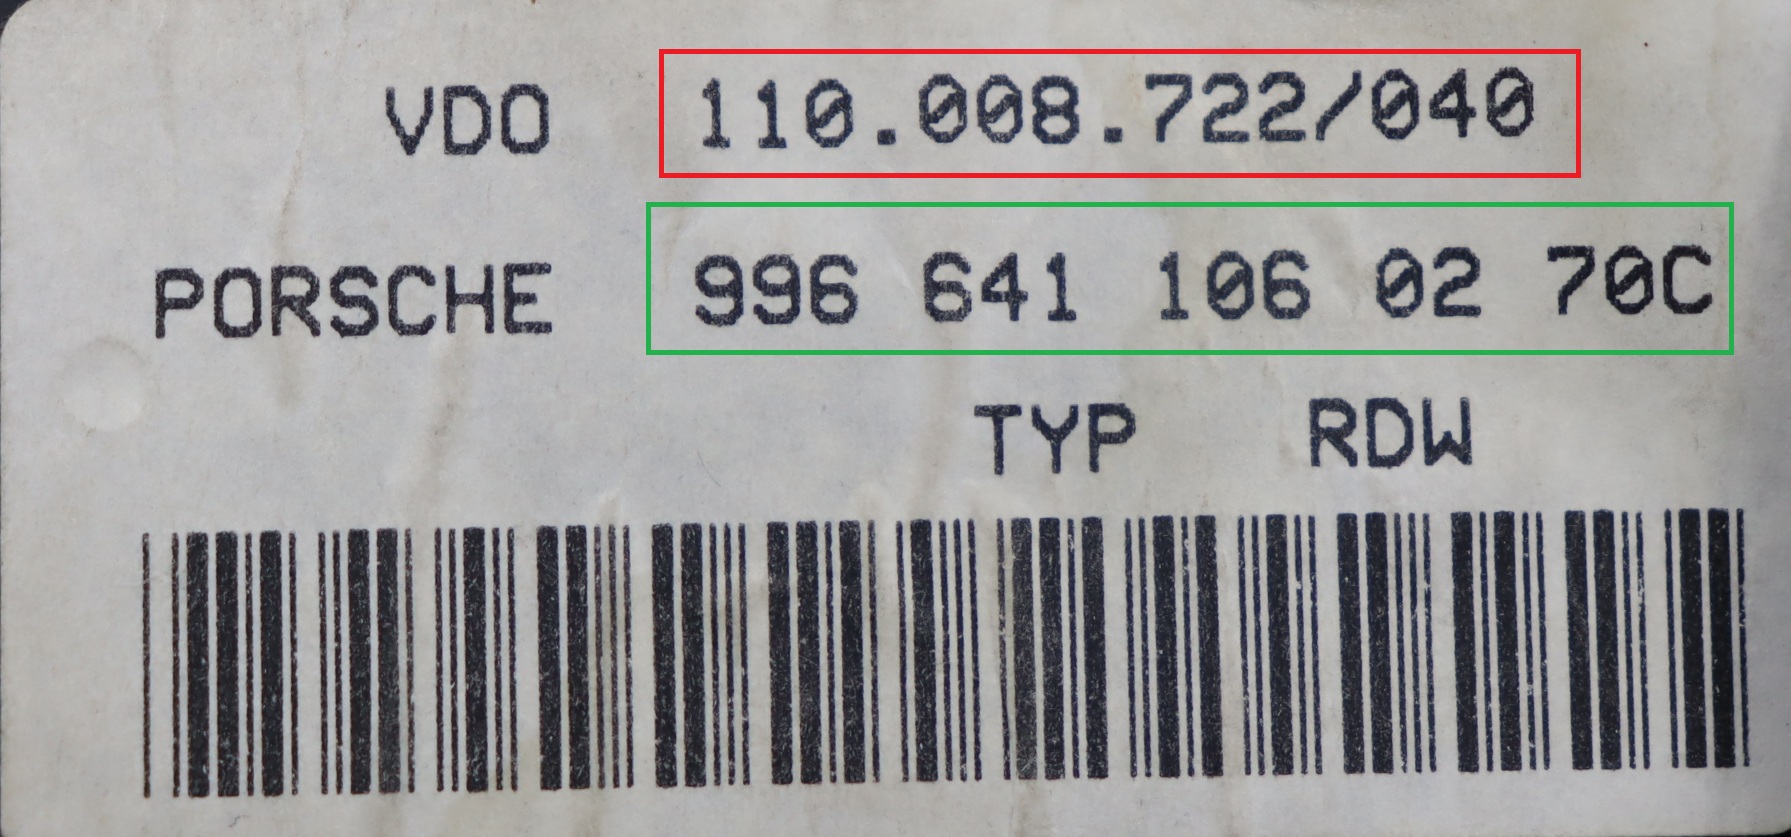 VDO 110.008.722/040
PORSCHE 996 641 106 02 70C
TYP RDW